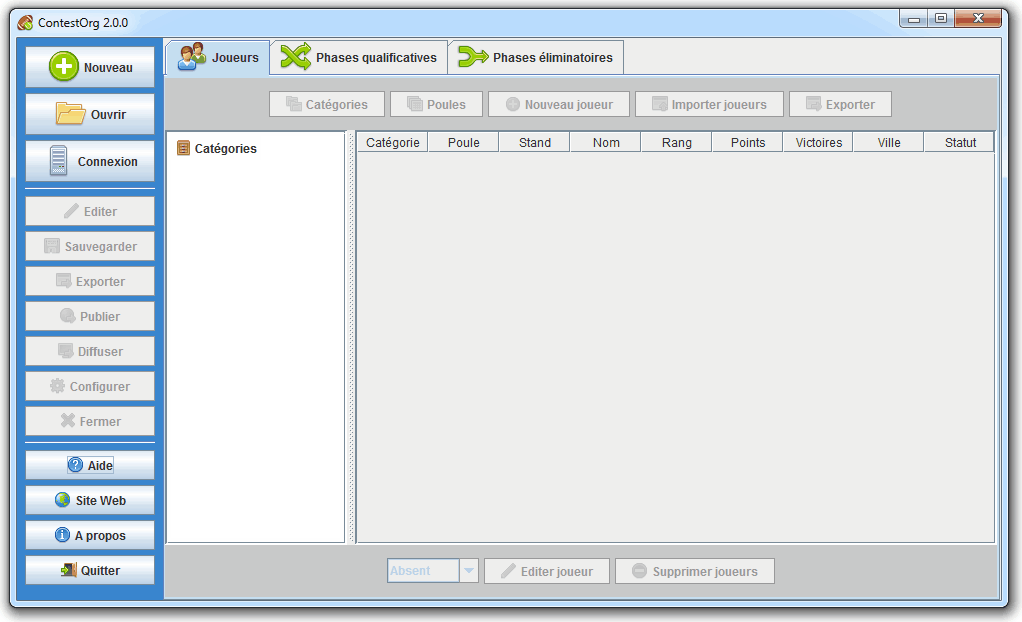 ContestOrg 2.0.0
Nouveau
Ouvrir
Connexion
Editer
Sauvegarder
Exporter
Publier
Diffuser
Configurer
Fermer
Aide
Site Web
A propos
Quitter
Joueurs Phases qualificatives Phases éliminatoires
Catégories Poules Nouveau joueur Importer joueurs Exporter
Catégories
Catégorie Poule Stand Nom Rang Points Victoires Ville Statut
Absent Editer joueur Supprimer joueurs